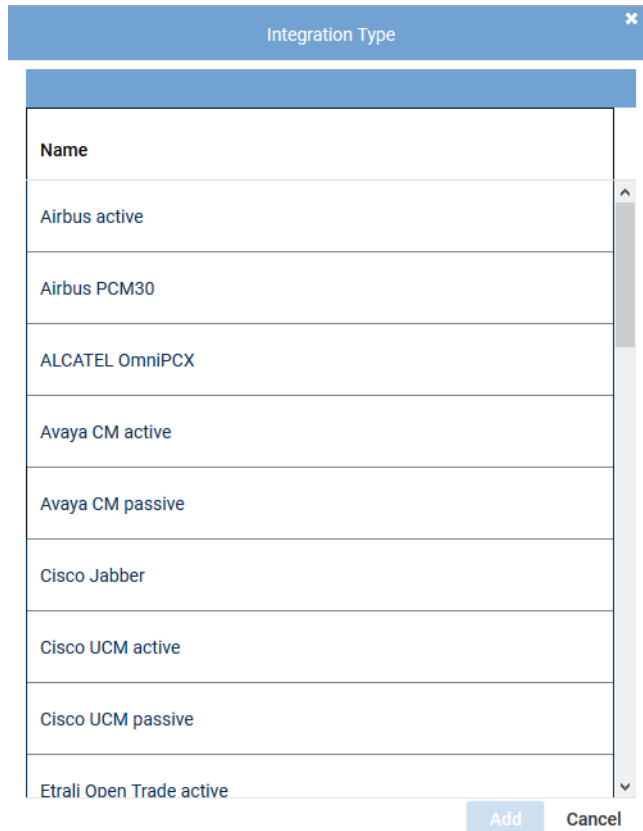 Integration Type
Name
Airbus active
Airbus PCM30
ALCATEL OmniPCX
Avaya CM active
Avaya CM passive
Cisco Jabber
Cisco UCM active
Cisco UCM passive
Etrali Open Trade active
Add Cancel